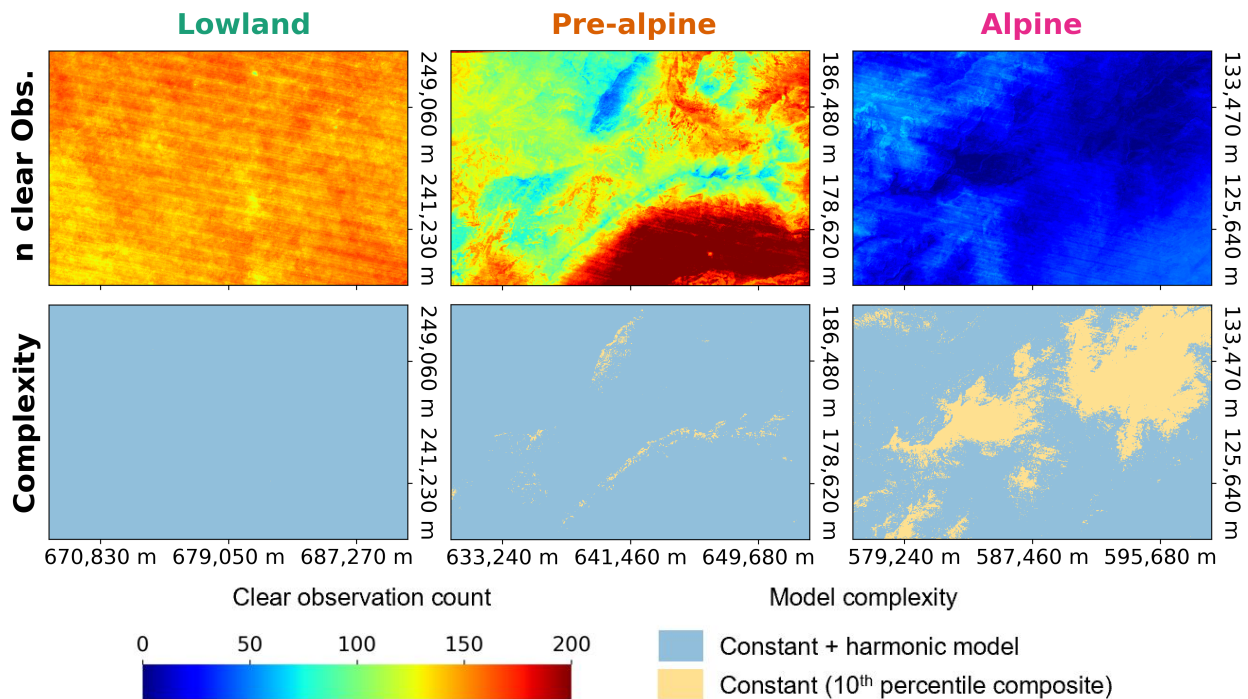 Lowland
Pre-alpine
Alpine
n clear Obs.
249,060 m
241,230 m
186,480 m
178,620 m
133,470 m
125,640 m
Complexity
249,060 m
241,230 m
186,480 m
178,620 m
133,470 m
125,640 m
670,830 m
679,050 m
687,270 m
633,240 m
641,460 m
649,680 m
579,240 m
587,460 m
595,680 m
Clear observation count
0
50
100
150
200
Model complexity
Constant + harmonic model
Constant (10th percentile composite)